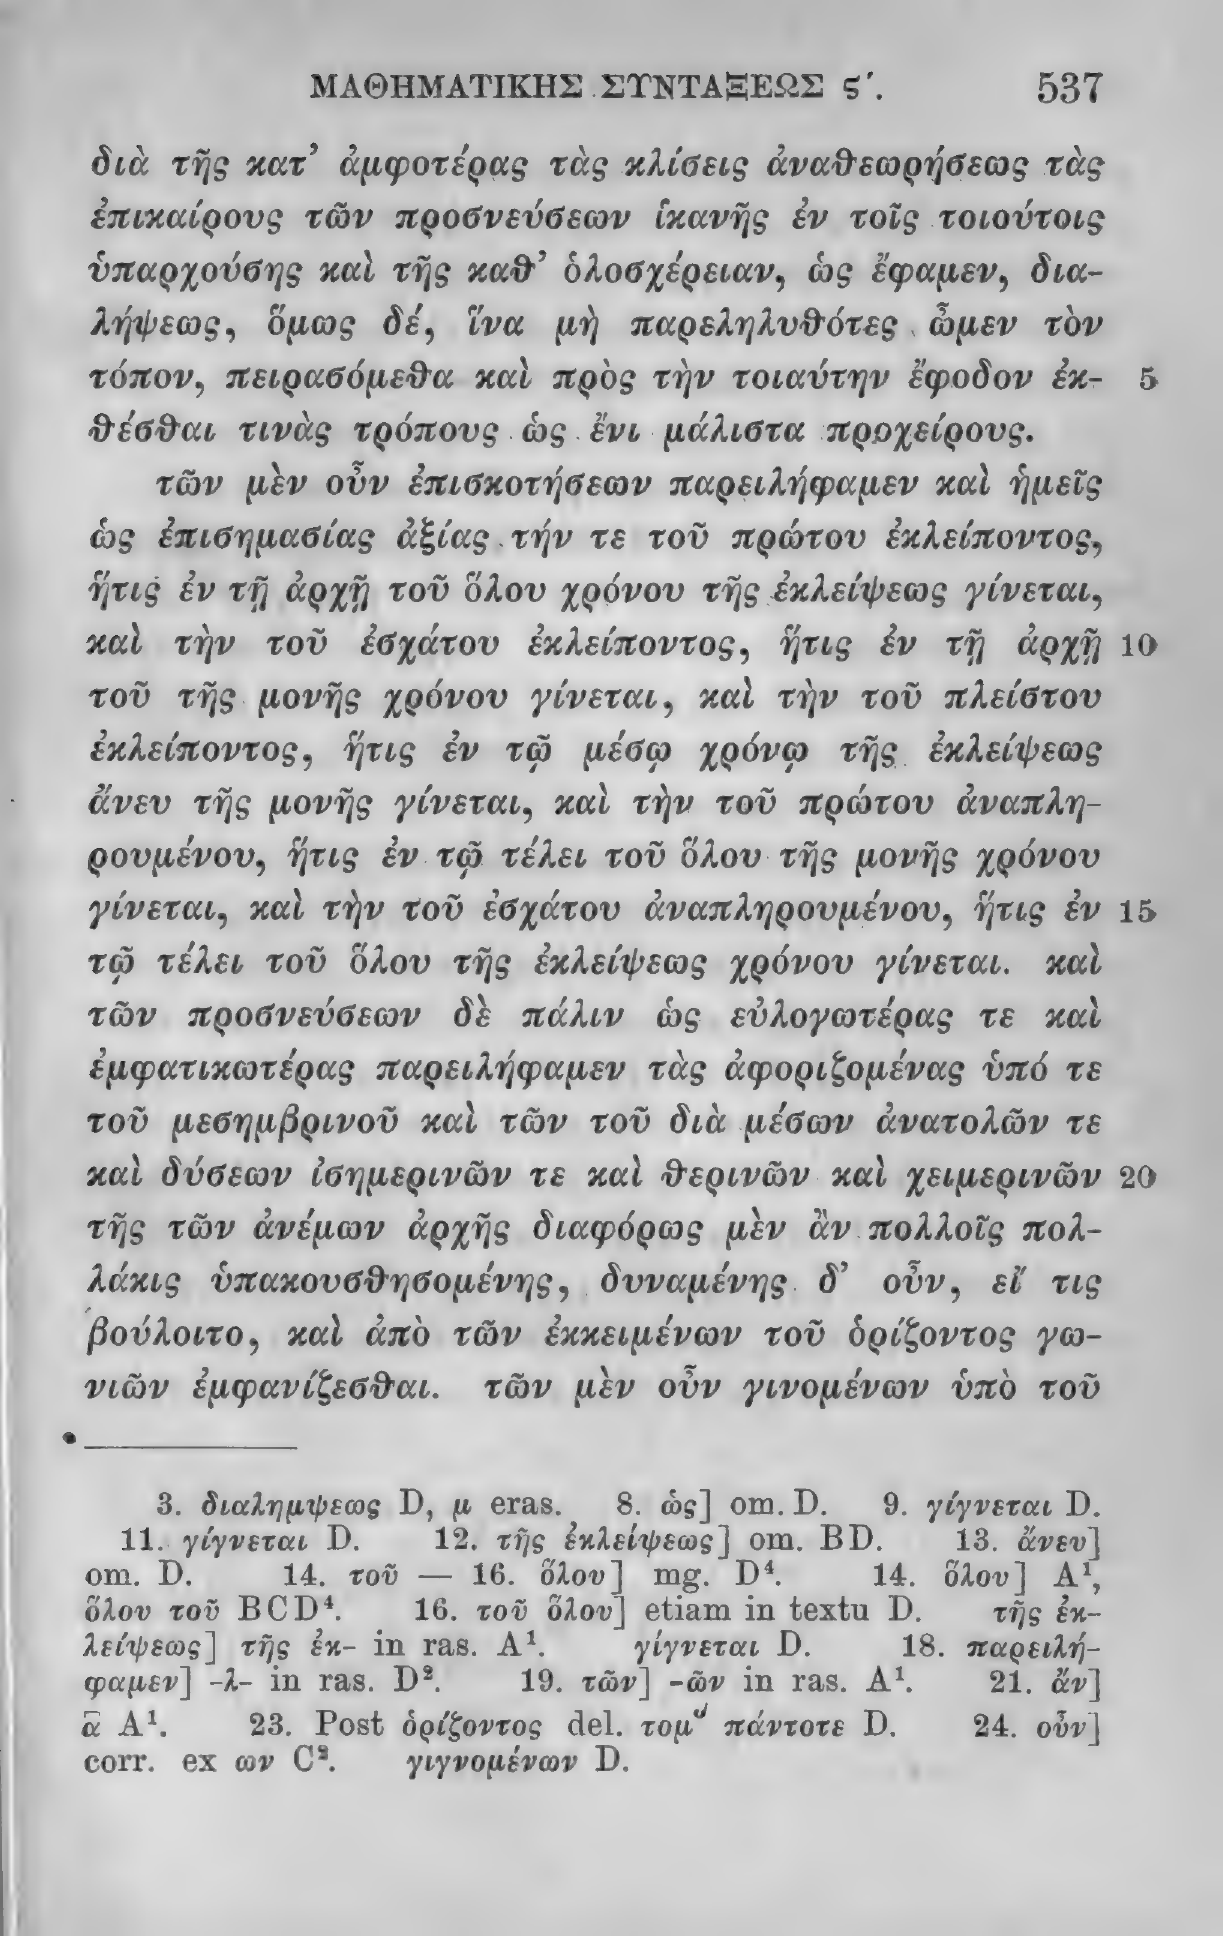 ΜΑΘΗΜΑΤΙΚΗΣ ΣΥΝΤΑΞΕΩΣ ϛ΄. 537
διὰ τῆς κατ’ ἀμφοτέρας τὰς κλίσεις ἀναθεωρήσεως τὰς
ἐπικαίρους τῶν προσνεύσεων ἱκανῆς ἐν τοῖς τοιούτοις
ὑπαρχούσης καὶ τῆς καθ’ ὁλοσχέρειαν, ὡς ἔφαμεν, δια-
λήψεως, ὅμως δέ, ἵνα μὴ παρεληλυθότες ὦμεν τὸν
τόπον, πειρασόμεθα καὶ πρὸς τὴν τοιαύτην ἔφοδον ἐκ- 5
θέσθαι τινὰς τρόπους ὡς ἔνι μάλιστα προχείρους.
τῶν μὲν οὖν ἐπισκοτήσεων παρειλήφαμεν καὶ ἡμεῖς
ὡς ἐπισημασίας ἀξίας τήν τε τοῦ πρώτου ἐκλείποντος,
ἥτις ἐν τῇ ἀρχῇ τοῦ ὅλου χρόνου τῆς ἐκλείψεως γίνεται,
καὶ τὴν τοῦ ἐσχάτου ἐκλείποντος, ἥτις ἐν τῇ ἀρχῇ 10
τοῦ τῆς μονῆς χρόνου γίνεται, καὶ τὴν τοῦ πλείστου
ἐκλείποντος, ἥτις ἐν τῷ μέσῳ χρόνῳ τῆς ἐκλείψεως
ἄνευ τῆς μονῆς γίνεται, καὶ τὴν τοῦ πρώτου ἀναπλη-
ρουμένου, ἥτις ἐν τῷ τέλει τοῦ ὅλου τῆς μονῆς χρόνου
γίνεται, καὶ τὴν τοῦ ἐσχάτου ἀναπληρουμένου, ἥτις ἐν 15
τῷ τέλει τοῦ ὅλου τῆς ἐκλείψεως χρόνου γίνεται. καὶ
τῶν προσνεύσεων δὲ πάλιν ὡς εὐλογωτέρας τε καὶ
ἐμφατικωτέρας παρειλήφαμεν τὰς ἀφοριζομένας ὑπό τε
τοῦ μεσημβρινοῦ καὶ τῶν τοῦ διὰ μέσων ἀνατολῶν τε
καὶ δύσεων ἰσημερινῶν τε καὶ θερινῶν καὶ χειμερινῶν 20
τῆς τῶν ἀνέμων ἀρχῆς διαφόρως μὲν ἂν πολλοῖς πολ-
λάκις ὑπακουσθησομένης, δυναμένης δ’ οὖν, εἴ τις
βούλοιτο, καὶ ἀπὸ τῶν ἐκκειμένων τοῦ ὁρίζοντος γω-
νιῶν ἐμφανίζεσθαι. τῶν μὲν οὖν γινομένων ὑπὸ τοῦ
3. διαλημψεως D, μ eras. 8. ὡς] om. D. 9. γίγνεται D.
11. γίγνεται D. 12. τῆς ἐκλείψεως] om. BD. 13. ἄνευ]
om. D. 14. τοῦ — 16. ὅλου] mg. D⁴. 14. ὅλου] A¹,
ὅλου τοῦ BCD⁴. 16. τοῦ ὅλου] etiam in textu D. τῆς ἐκ-
λείψεως] τῆς ἐκ- in ras. A¹. γίγνεται D. 18. παρειλή-
φαμεν] -λ- in ras. D². 19. τῶν] -ῶν in ras. A¹. 21. ἄν]
α̅ A¹. 23. Post ὁρίζοντος del. τομ πάντοτε D. 24. οὖν]
corr. ex ων C². γιγνομένων D.